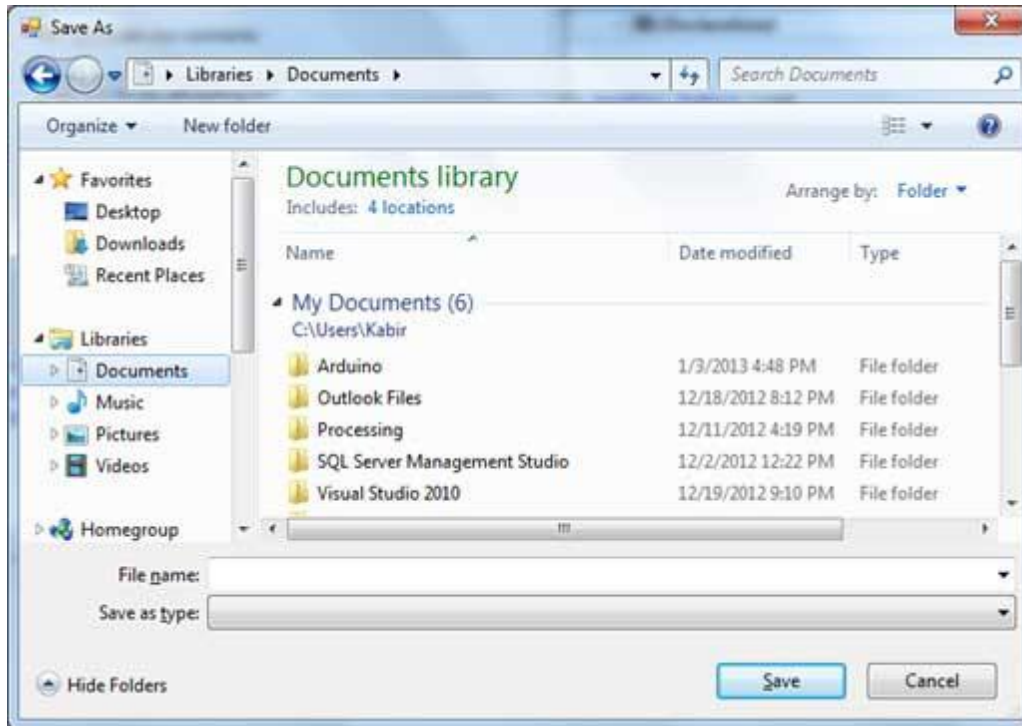 Save As
Libraries Documents
Search Documents
Organize New folder
Favorites
Desktop
Downloads
Recent Places
Libraries
Documents
Music
Pictures
Videos
Homegroup
Documents library
Includes: 4 locations
Arrange by: Folder
Name Date modified Type
My Documents (6)
C:\Users\Kabir
Arduino 1/3/2013 4:48 PM File folder
Outlook Files 12/18/2012 8:12 PM File folder
Processing 12/11/2012 4:19 PM File folder
SQL Server Management Studio 12/2/2012 12:22 PM File folder
Visual Studio 2010 12/19/2012 9:10 PM File folder
File name:
Save as type:
Hide Folders
Save Cancel